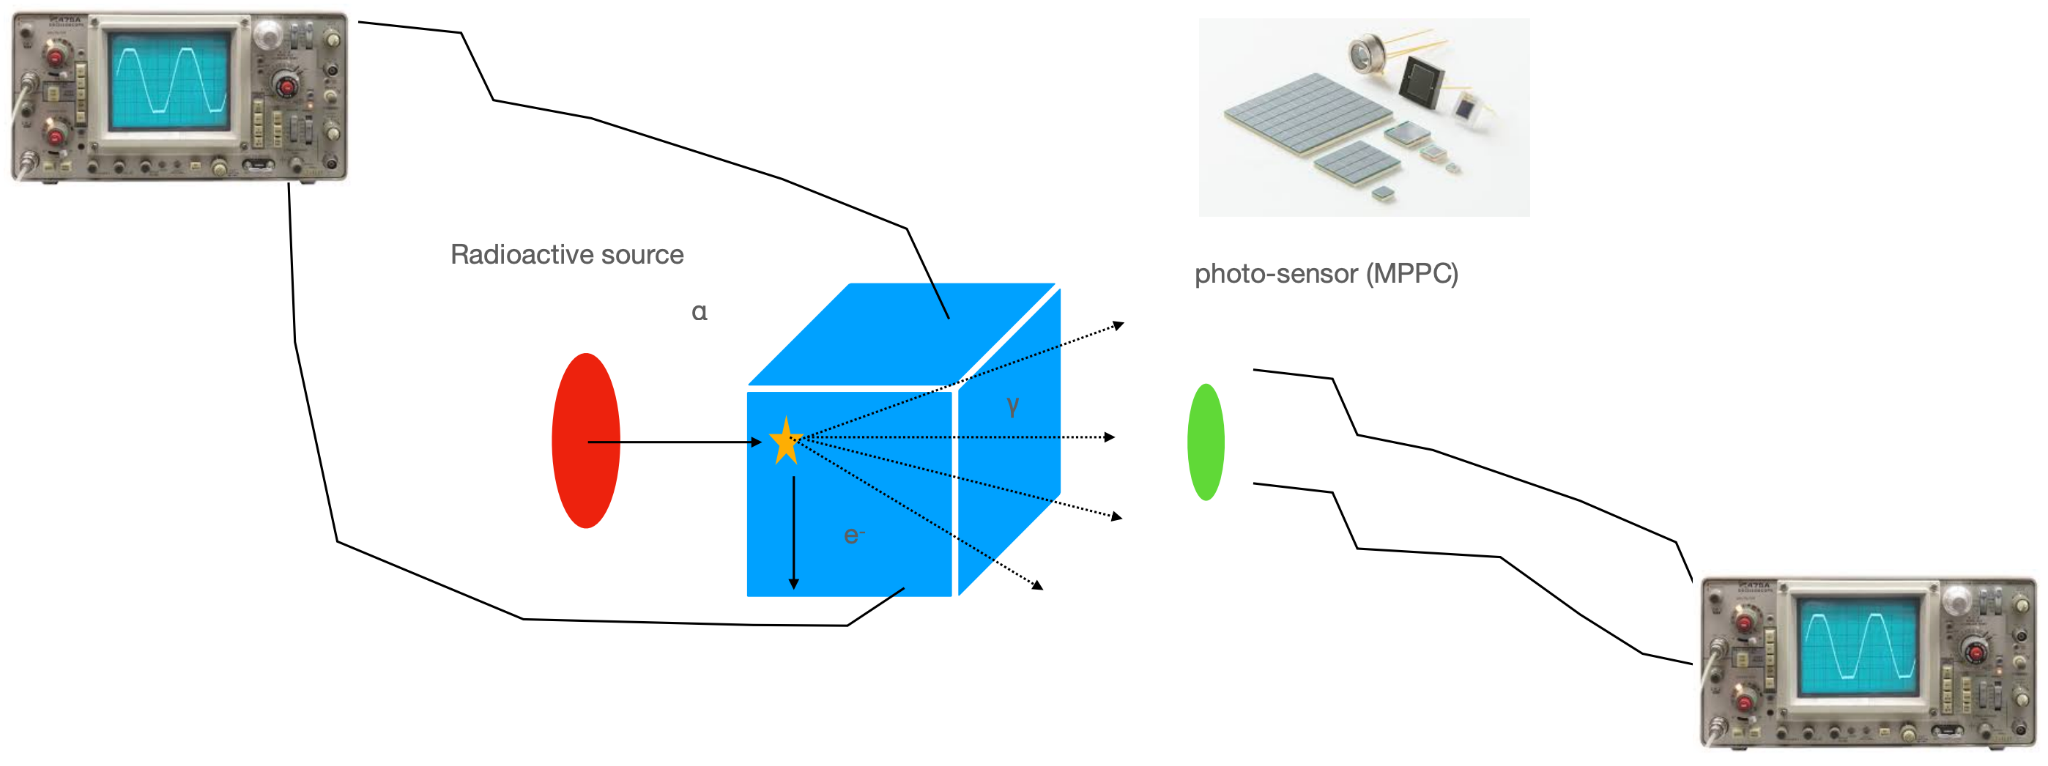 Radioactive source
α
photo-sensor (MPPC)
γ
e-